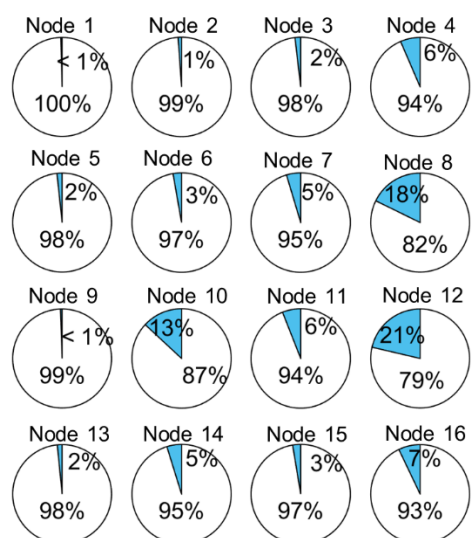 Node 1 Node 2 Node 3 Node 4
< 1% 1% 2% 6%
100% 99% 98% 94%
Node 5 Node 6 Node 7 Node 8
2% 3% 5% 18%
98% 97% 95% 82%
Node 9 Node 10 Node 11 Node 12
< 1% 13% 6% 21%
99% 87% 94% 79%
Node 13 Node 14 Node 15 Node 16
2% 5% 3% 7%
98% 95% 97% 93%